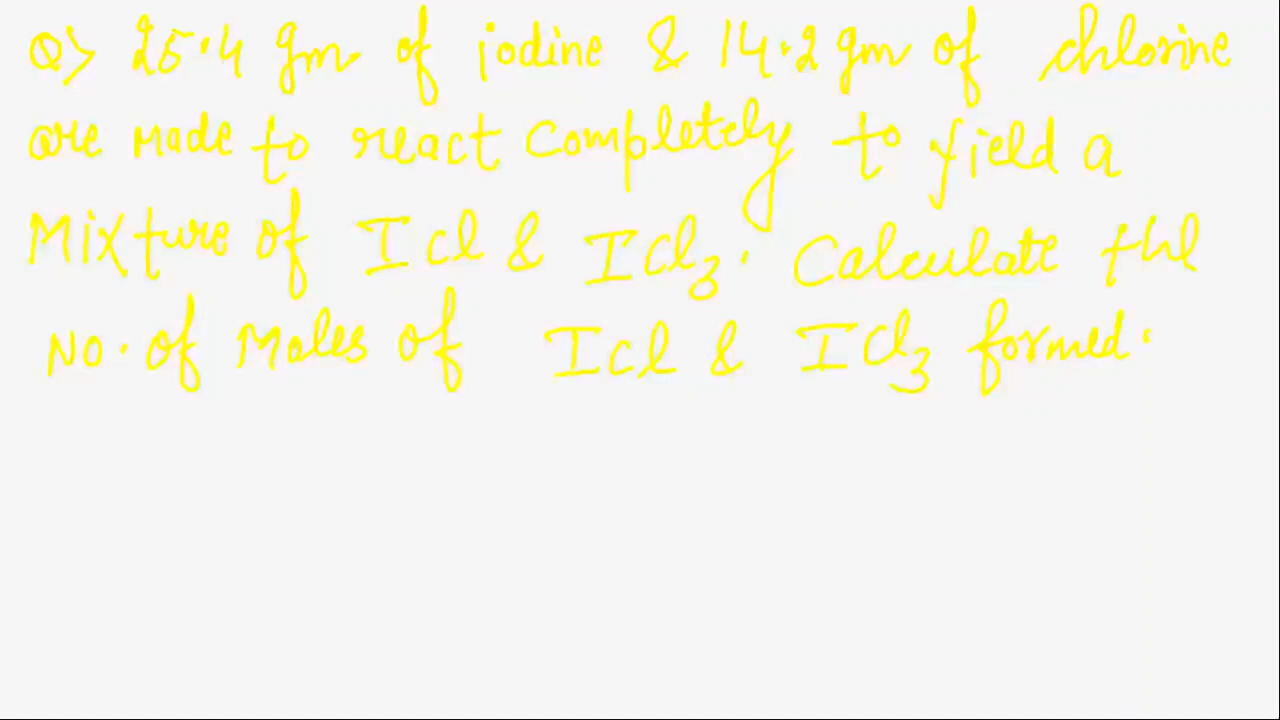 Q> 25.4 gm of iodine & 14.2 gm of chlorine
are made to react completely to yield a
Mixture of ICl & ICl3. Calculate the
No. of moles of ICl & ICl3 formed.